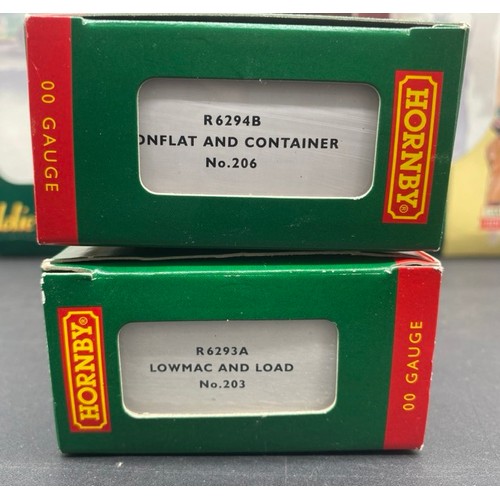 00 GAUGE
R6294B
ONFLAT AND CONTAINER
No.206
HORNBY®
HORNBY®
R6293A
LOWMAC AND LOAD
No.203
00 GAUGE